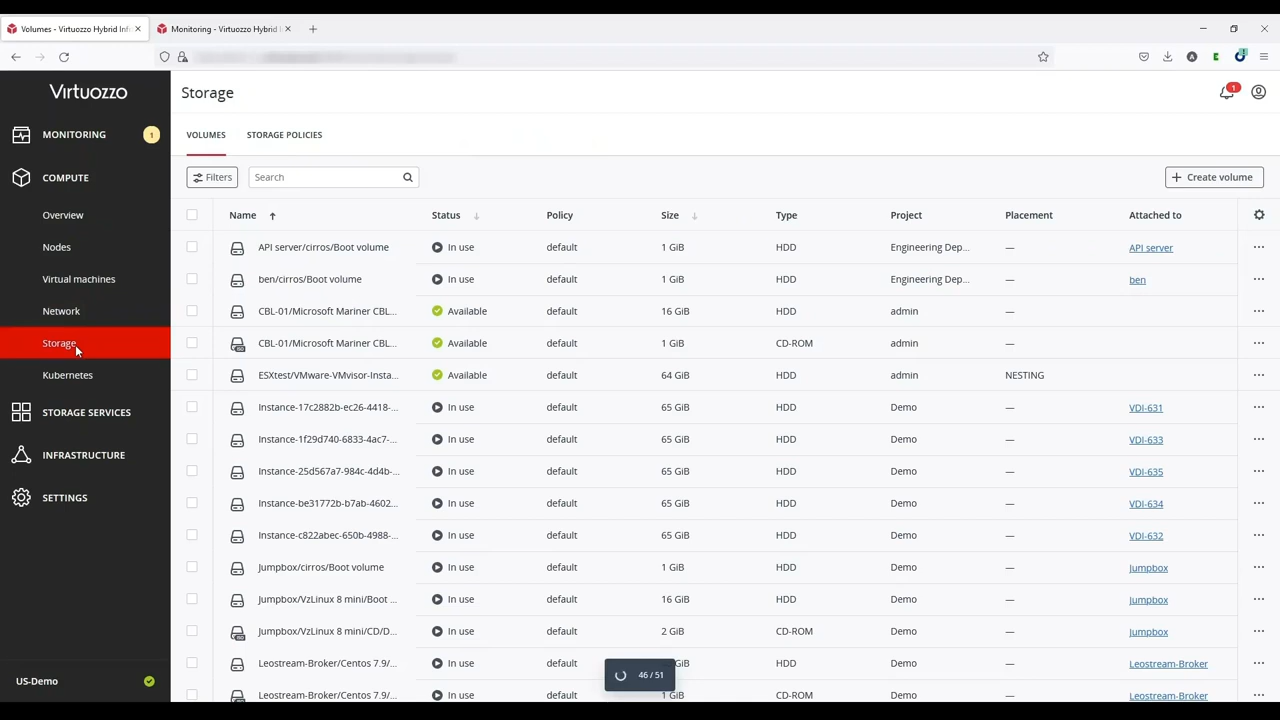 Volumes - Virtuozzo Hybrid Inf
Monitoring - Virtuozzo Hybrid I
Virtuozzo
Storage
1
MONITORING
1
VOLUMES
STORAGE POLICIES
COMPUTE
Filters
Search
Create volume
Overview
Name Status Policy Size Type Project Placement Attached to
Nodes
API server/cirros/Boot volume In use default 1 GiB HDD Engineering Dep... — API server
Virtual machines
ben/cirros/Boot volume In use default 1 GiB HDD Engineering Dep... — ben
Network
CBL-01/Microsoft Mariner CBL... Available default 16 GiB HDD admin —
Storage
CBL-01/Microsoft Mariner CBL... Available default 1 GiB CD-ROM admin —
Kubernetes
ESXtest/VMware-VMvisor-Insta... Available default 64 GiB HDD admin NESTING
STORAGE SERVICES
Instance-17c2882b-ec26-4418-... In use default 65 GiB HDD Demo — VDI-631
Instance-1f29d740-6833-4ac7-... In use default 65 GiB HDD Demo — VDI-633
INFRASTRUCTURE
Instance-25d567a7-984c-4d4b-... In use default 65 GiB HDD Demo — VDI-635
SETTINGS
Instance-be31772b-b7ab-4602... In use default 65 GiB HDD Demo — VDI-634
Instance-c822abec-650b-4988-... In use default 65 GiB HDD Demo — VDI-632
Jumpbox/cirros/Boot volume In use default 1 GiB HDD Demo — Jumpbox
Jumpbox/VzLinux 8 mini/Boot ... In use default 16 GiB HDD Demo — Jumpbox
Jumpbox/VzLinux 8 mini/CD/D... In use default 2 GiB CD-ROM Demo — Jumpbox
Leostream-Broker/Centos 7.9/... In use default GiB HDD Demo — Leostream-Broker
46 / 51
US-Demo
Leostream-Broker/Centos 7.9/... In use default 1 GiB CD-ROM Demo — Leostream-Broker